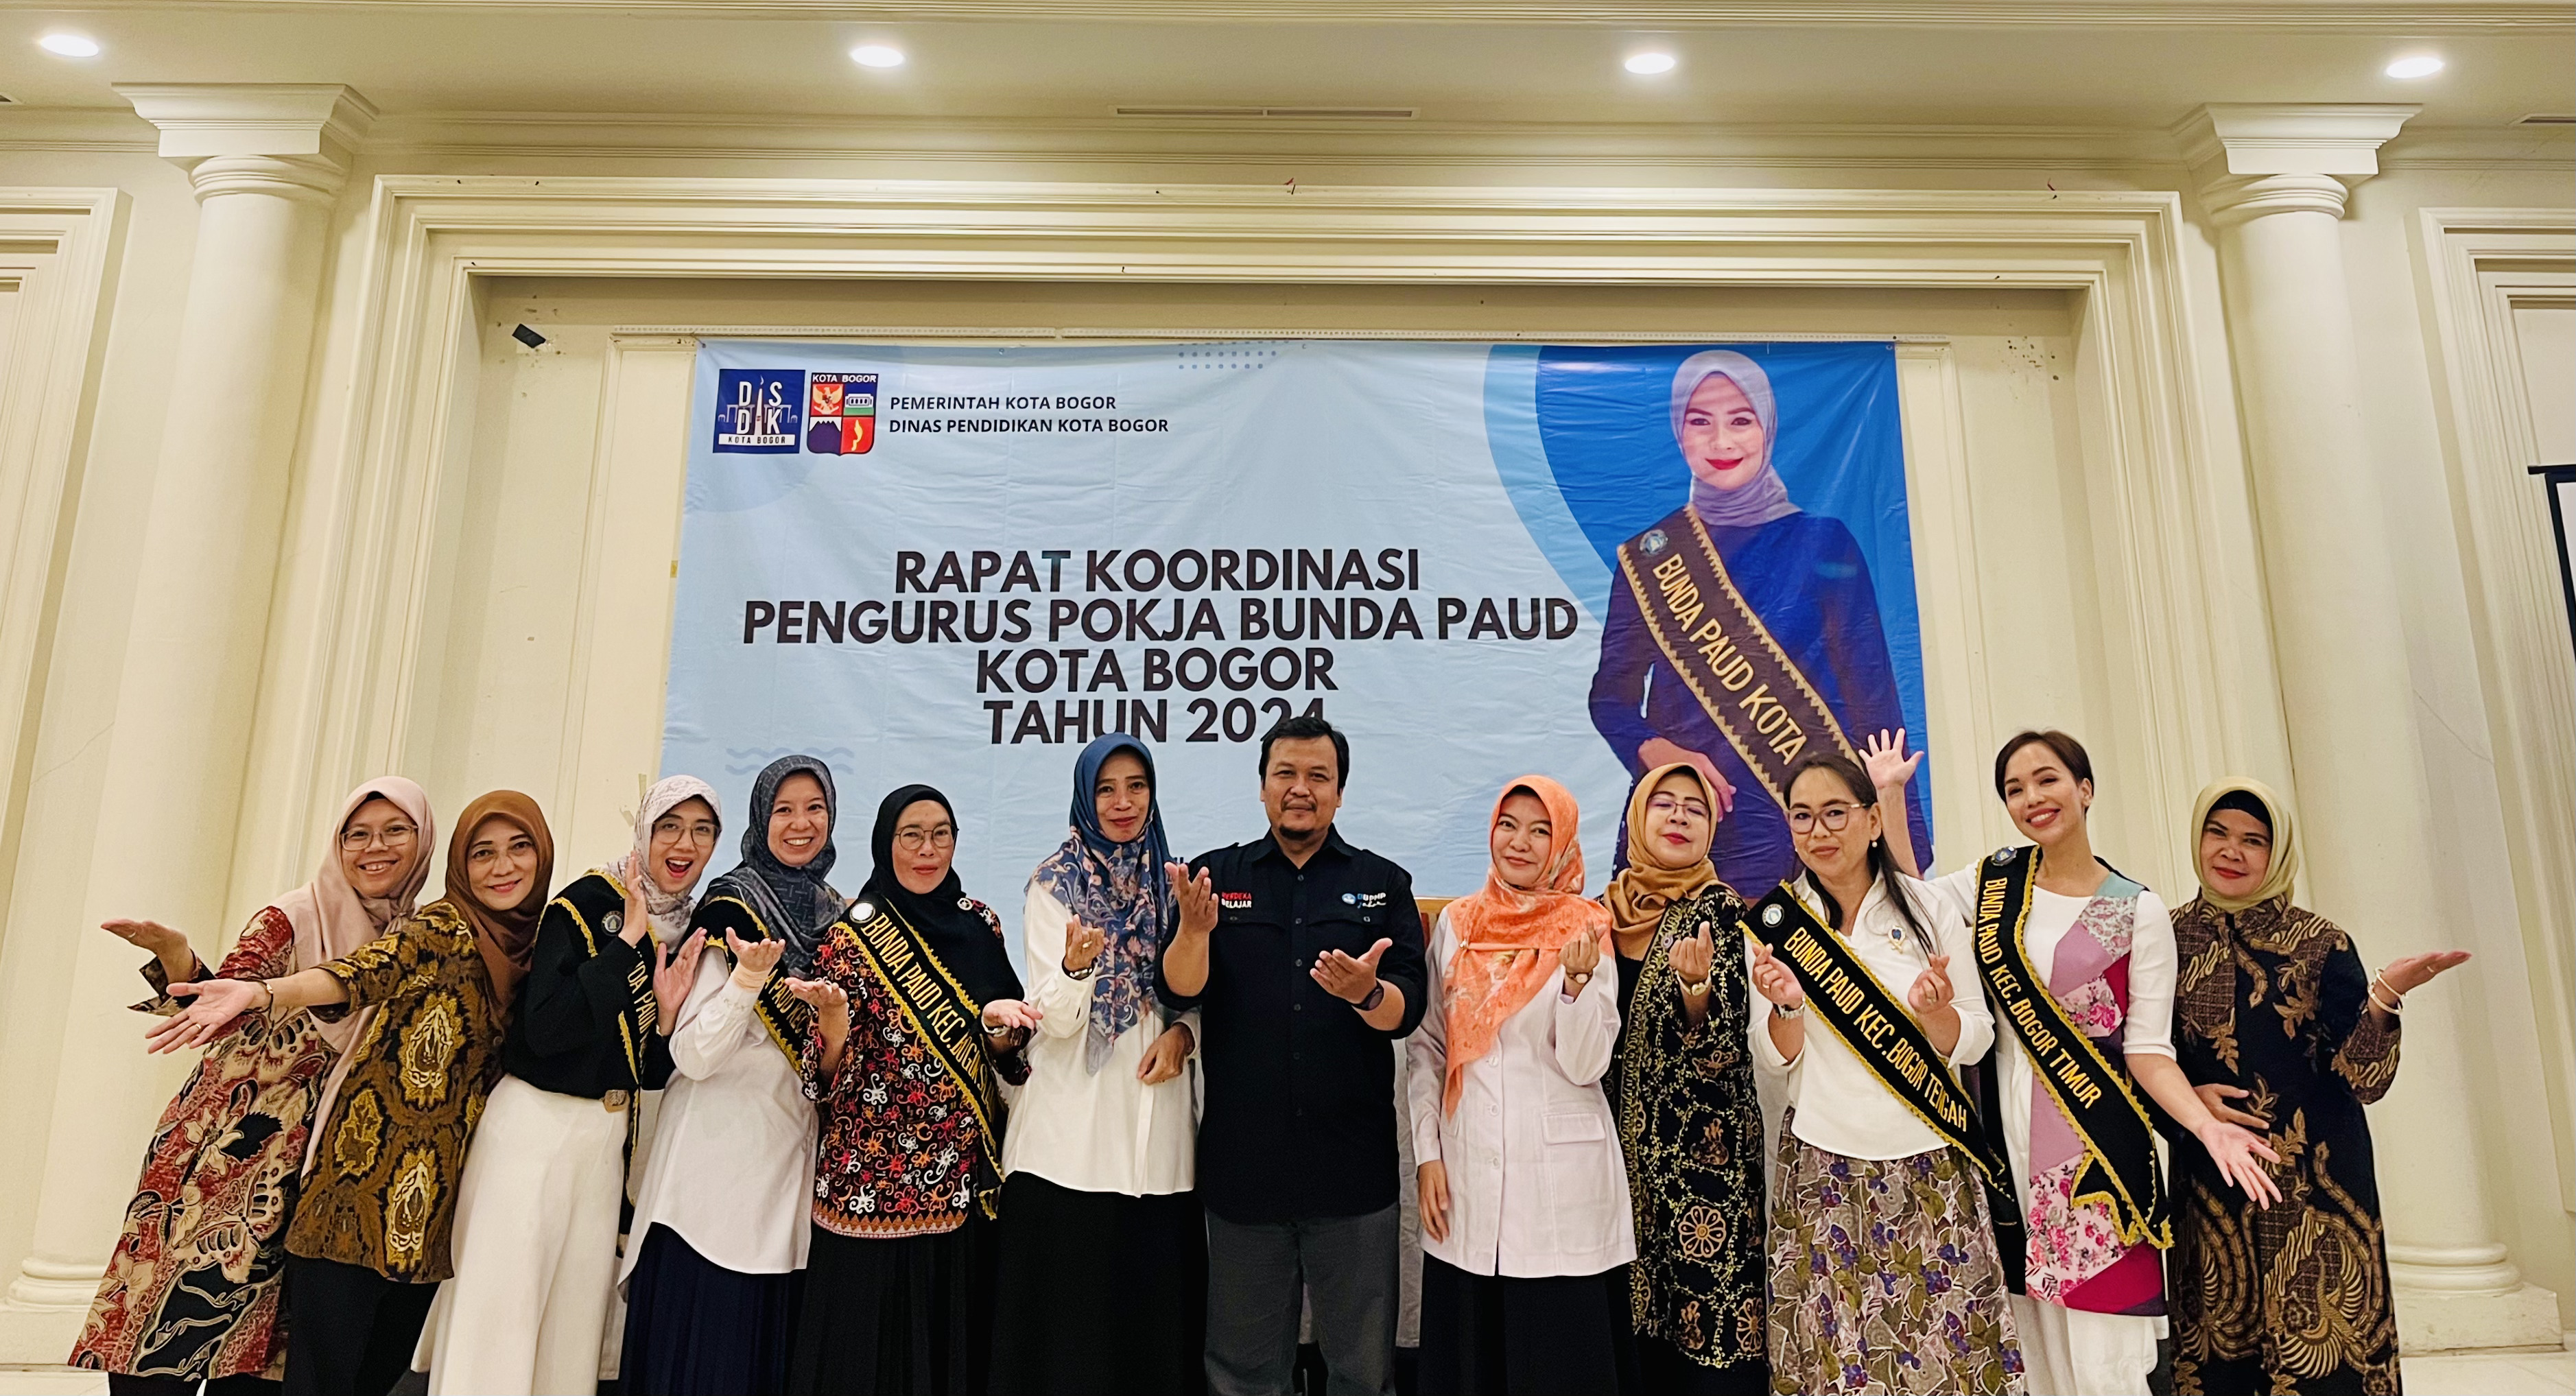 DiS
DiK
KOTA BOGOR
KOTA BOGOR
PEMERINTAH KOTA BOGOR
DINAS PENDIDIKAN KOTA BOGOR
RAPAT KOORDINASI
PENGURUS POKJA BUNDA PAUD
KOTA BOGOR
TAHUN 2024
BUNDA PAUD KOTA
BUNDA PAUD KEC.
MERDEKA
BELAJAR
BUNDA PAUD KEC.BOGOR TENGAH
BUNDA PAUD KEC.BOGOR TIMUR